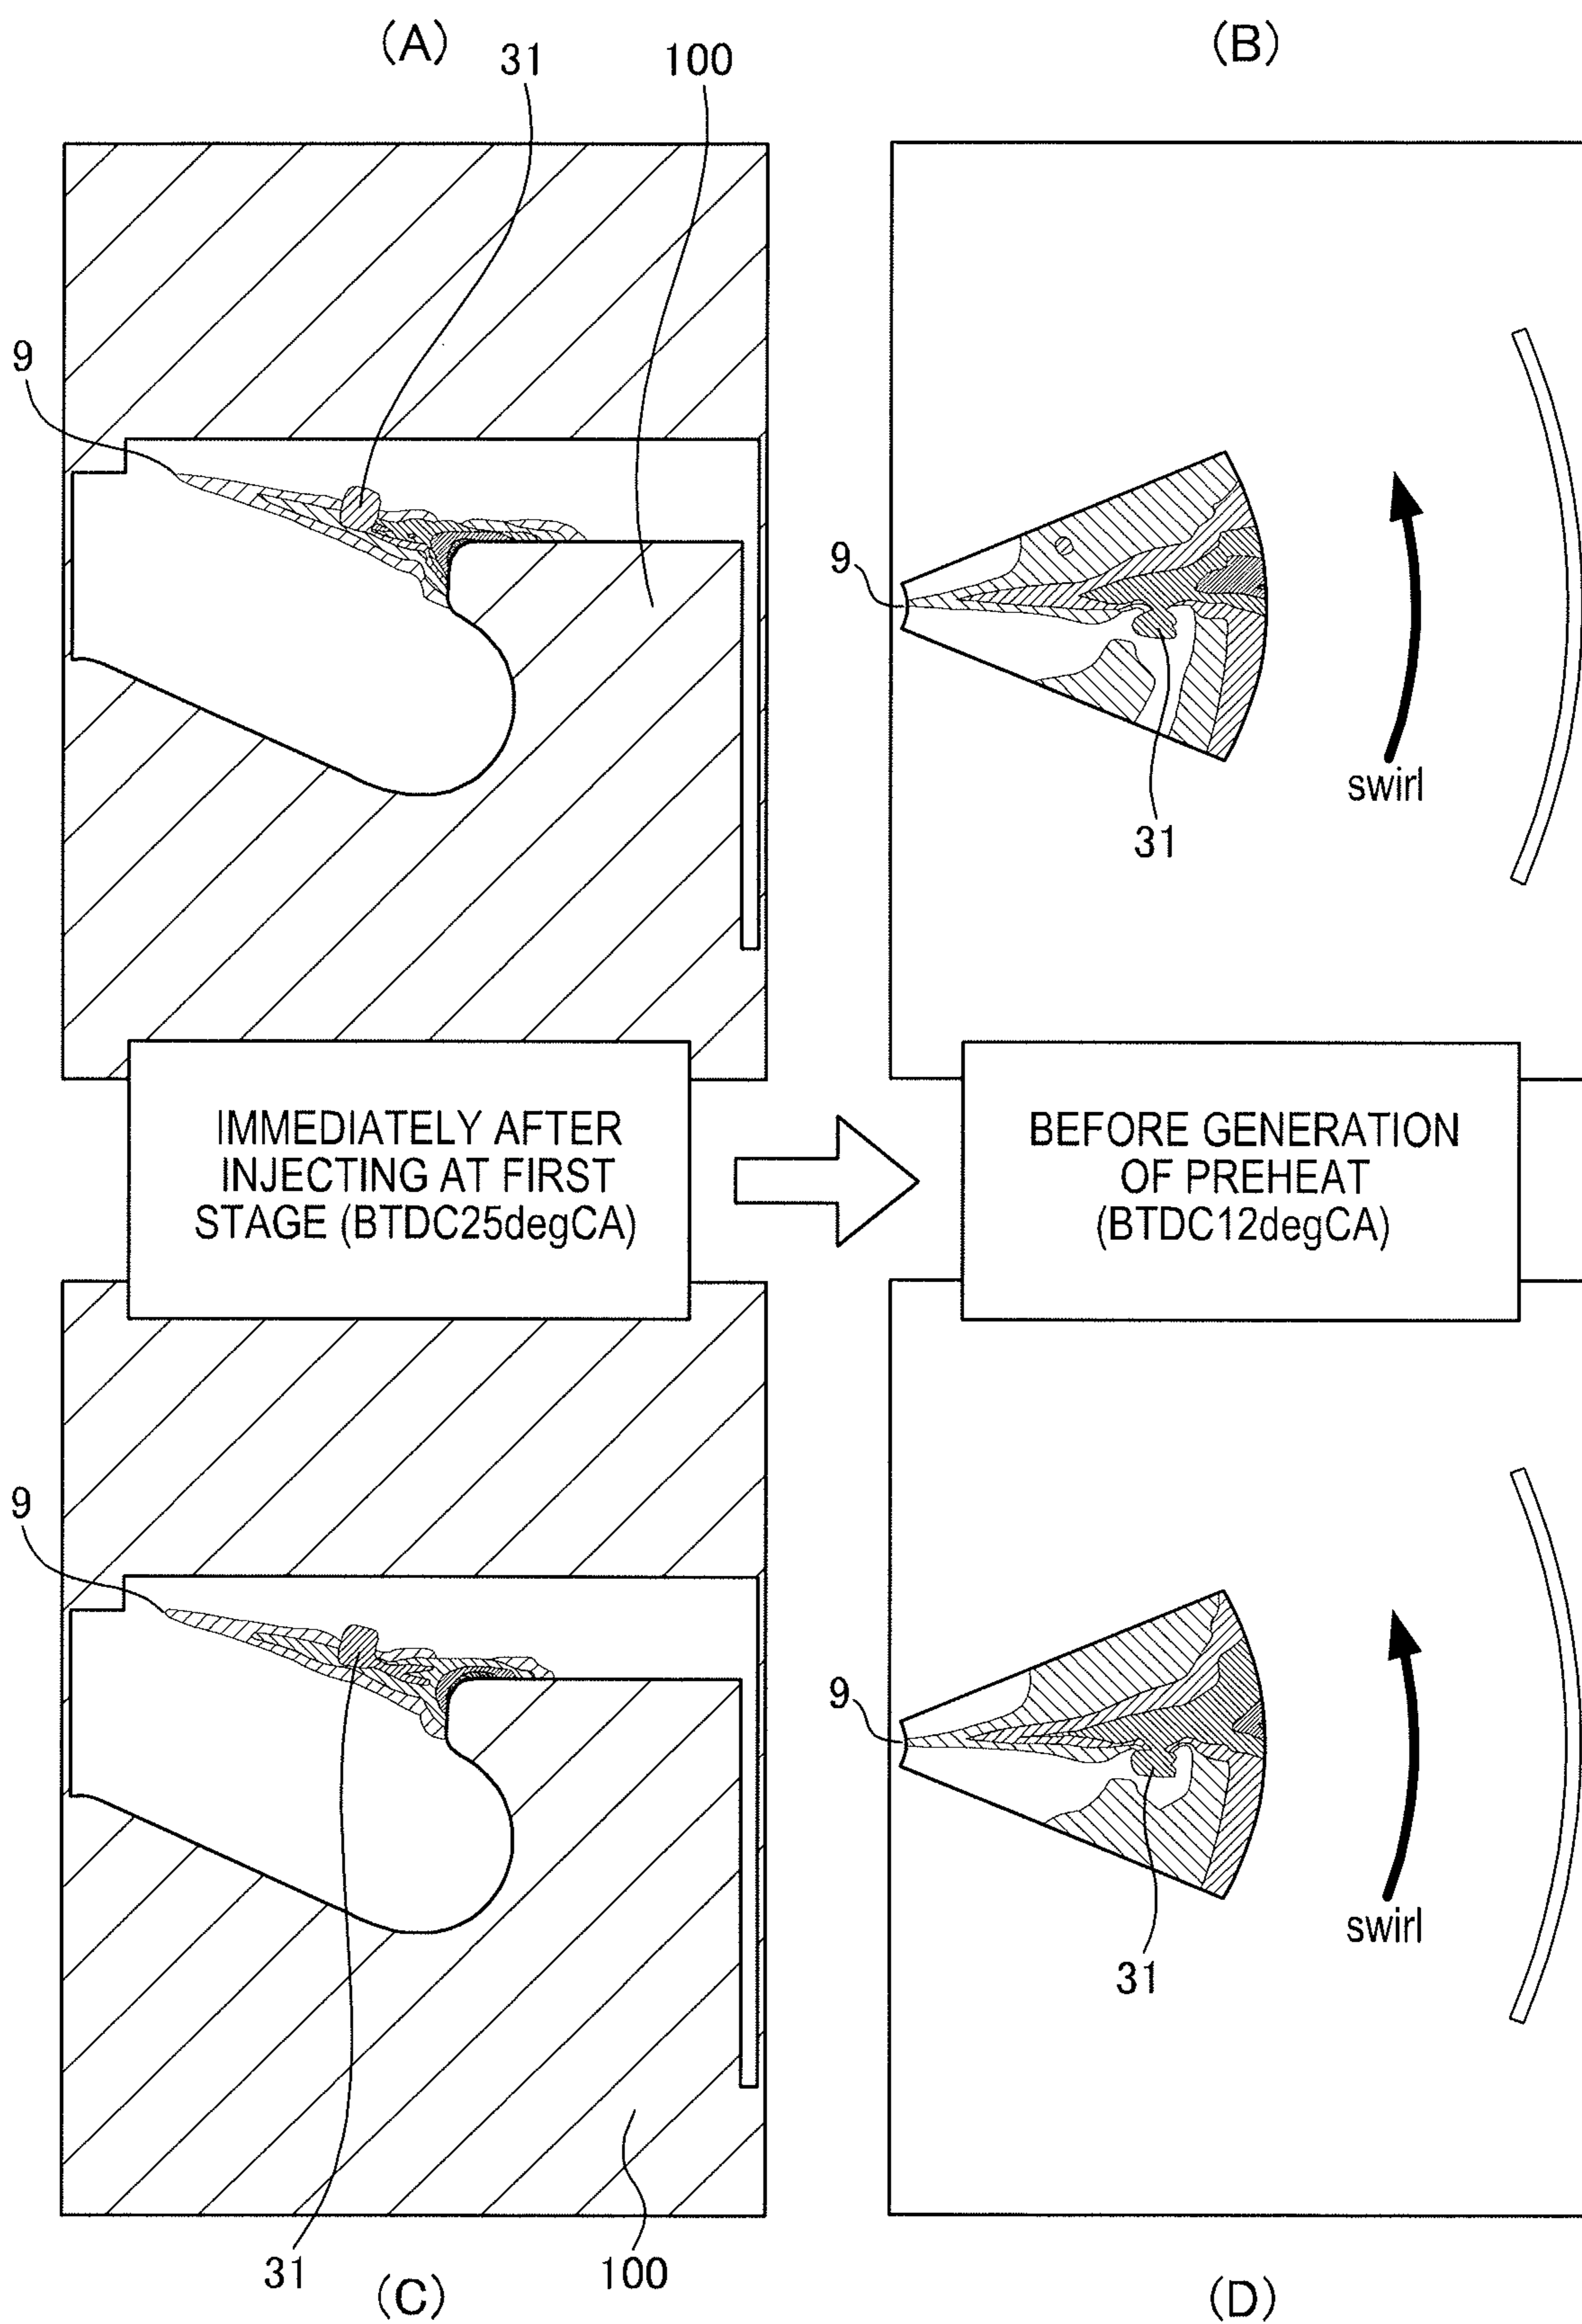 (A)
(B)
31
100
9
9
swirl
31
IMMEDIATELY AFTER
INJECTING AT FIRST
STAGE (BTDC25degCA)
BEFORE GENERATION
OF PREHEAT
(BTDC12degCA)
9
9
swirl
31
31
100
(C)
(D)